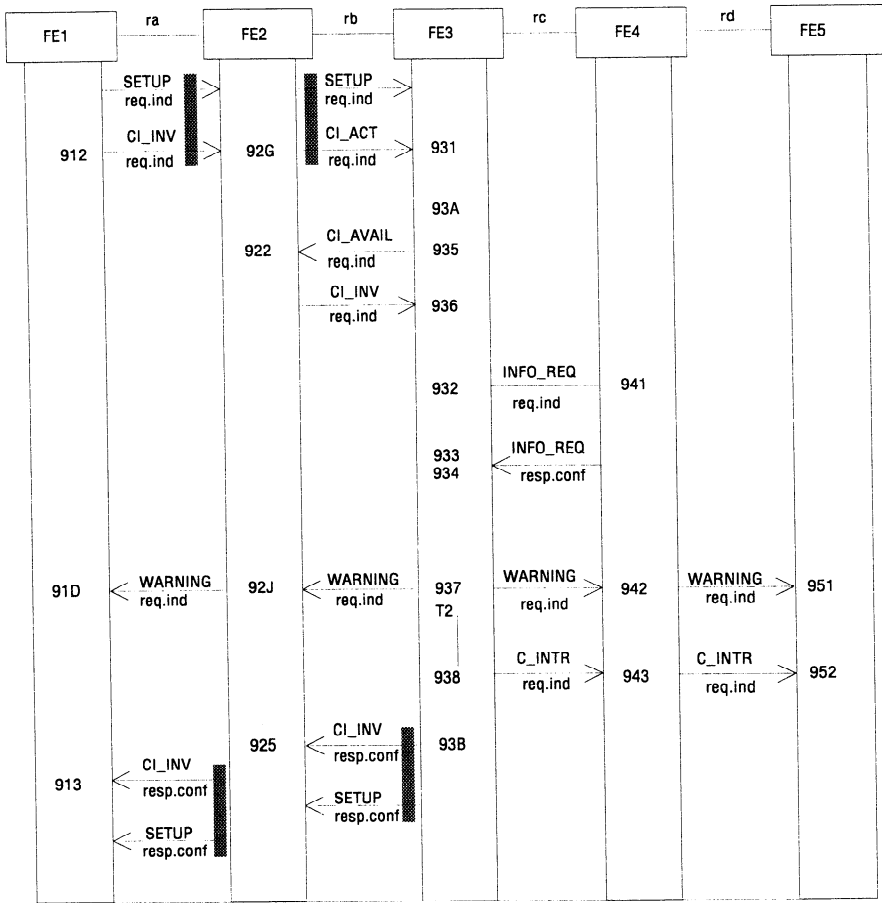 FE1 ra FE2 rb FE3 rc FE4 rd FE5
SETUP SETUP
req.ind req.ind
CI_INV CI_ACT
912 req.ind 92G req.ind 931
93A
CI_AVAIL
922 req.ind 935
CI_INV
req.ind 936
INFO_REQ
932 req.ind 941
933 INFO_REQ
934 resp.conf
WARNING WARNING WARNING WARNING
91D req.ind 92J req.ind 937 req.ind 942 req.ind 951
T2
C_INTR C_INTR
938 req.ind 943 req.ind 952
CI_INV
925 resp.conf 93B
CI_INV
913 resp.conf
SETUP
resp.conf
SETUP
resp.conf